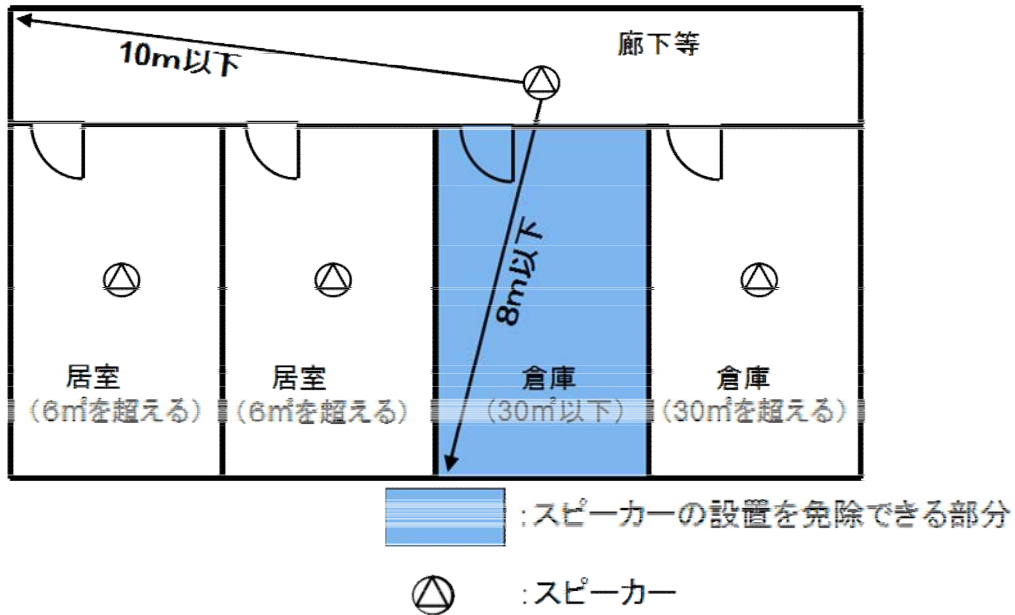 廊下等
10m以下
8m以下
居室
(6㎡を超える)
居室
(6㎡を超える)
倉庫
(30㎡以下)
倉庫
(30㎡を超える)
:スピーカーの設置を免除できる部分
:スピーカー